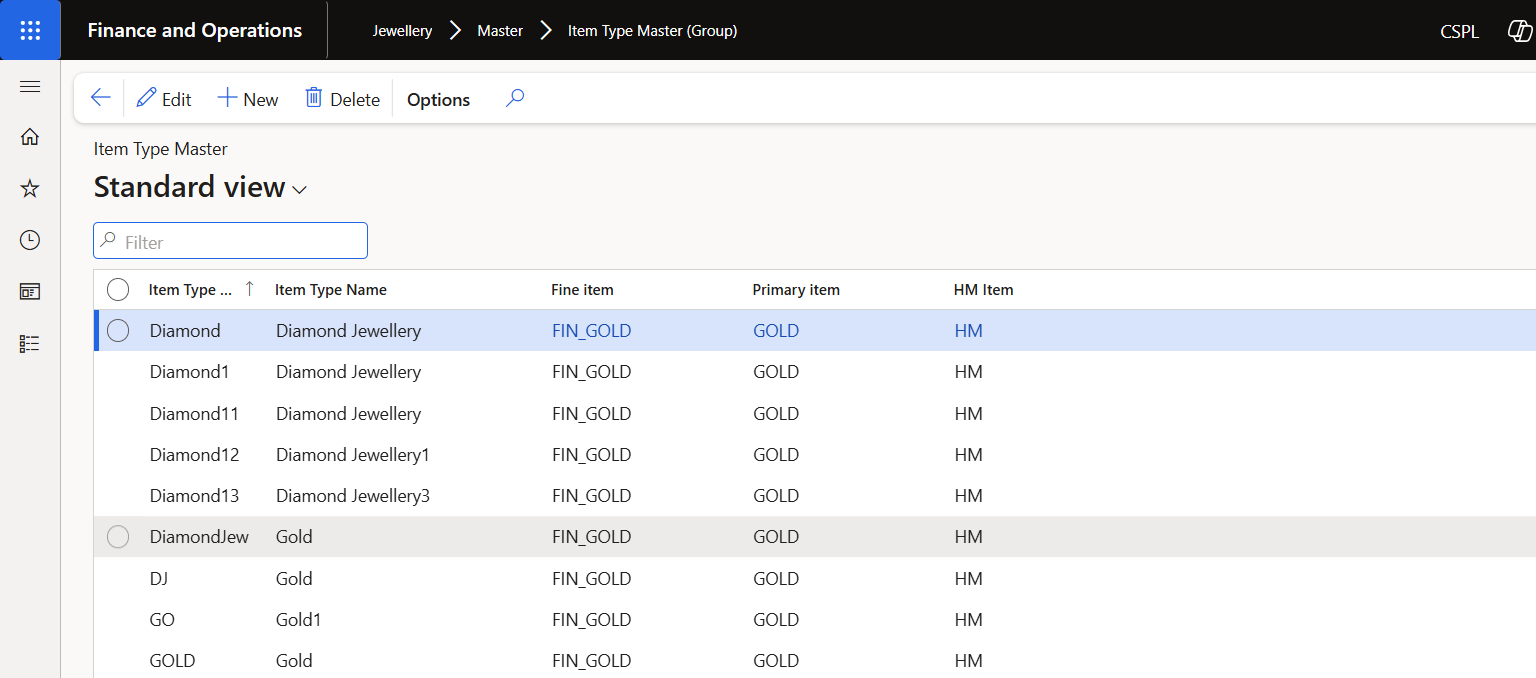 Finance and Operations Jewellery Master Item Type Master (Group) CSPL
Edit New Delete Options
Item Type Master
Standard view
Filter
Item Type ... Item Type Name Fine item Primary item HM Item
Diamond Diamond Jewellery FIN_GOLD GOLD HM
Diamond1 Diamond Jewellery FIN_GOLD GOLD HM
Diamond11 Diamond Jewellery FIN_GOLD GOLD HM
Diamond12 Diamond Jewellery1 FIN_GOLD GOLD HM
Diamond13 Diamond Jewellery3 FIN_GOLD GOLD HM
DiamondJew Gold FIN_GOLD GOLD HM
DJ Gold FIN_GOLD GOLD HM
GO Gold1 FIN_GOLD GOLD HM
GOLD Gold FIN_GOLD GOLD HM